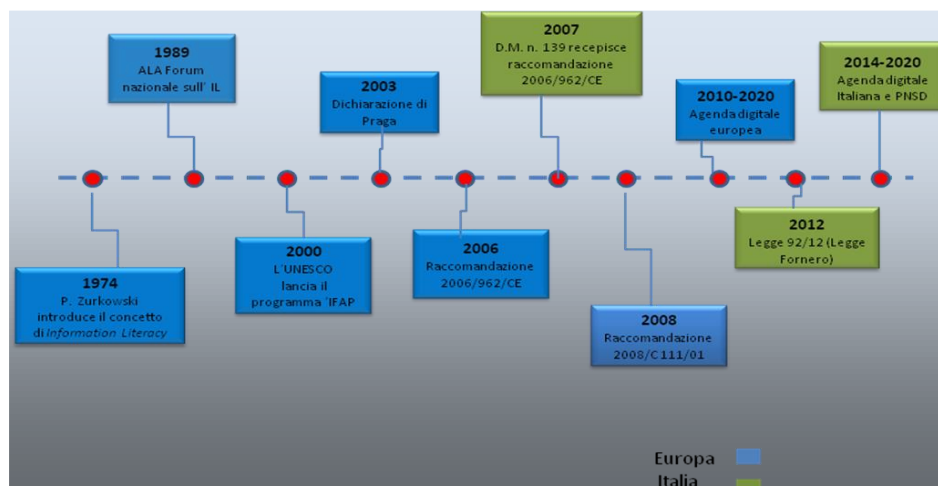 1989
ALA Forum
nazionale sull' IL
2003
Dichiarazione di
Praga
2007
D.M. n. 139 recepisce
raccomandazione
2006/962/CE
2010-2020
Agenda digitale
europea
2014-2020
Agenda digitale
Italiana e PNSD
1974
P. Zurkowski
introduce il concetto
di Information Literacy
2000
L'UNESCO
lancia il
programma 'IFAP
2006
Raccomandazione
2006/962/CE
2008
Raccomandazione
2008/C 111/01
2012
Legge 92/12 (Legge
Fornero)
Europa
Italia